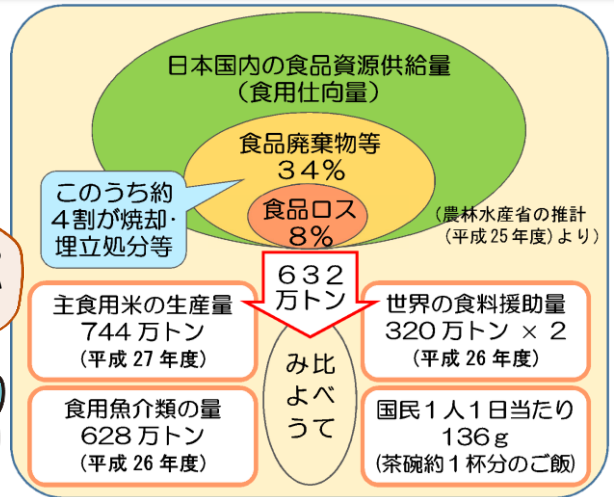 日本国内の食品資源供給量
（食用仕向量）
食品廃棄物等
３４％
食品ロス
８％
このうち約
４割が焼却・
埋立処分等
（農林水産省の推計
（平成25年度）より）
６３２
万トン
主食用米の生産量
744万トン
（平成27年度）
世界の食料援助量
320万トン × ２
（平成26年度）
比べて
みよう
食用魚介類の量
628万トン
（平成26年度）
国民１人１日当たり
136ｇ
（茶碗約１杯分のご飯）